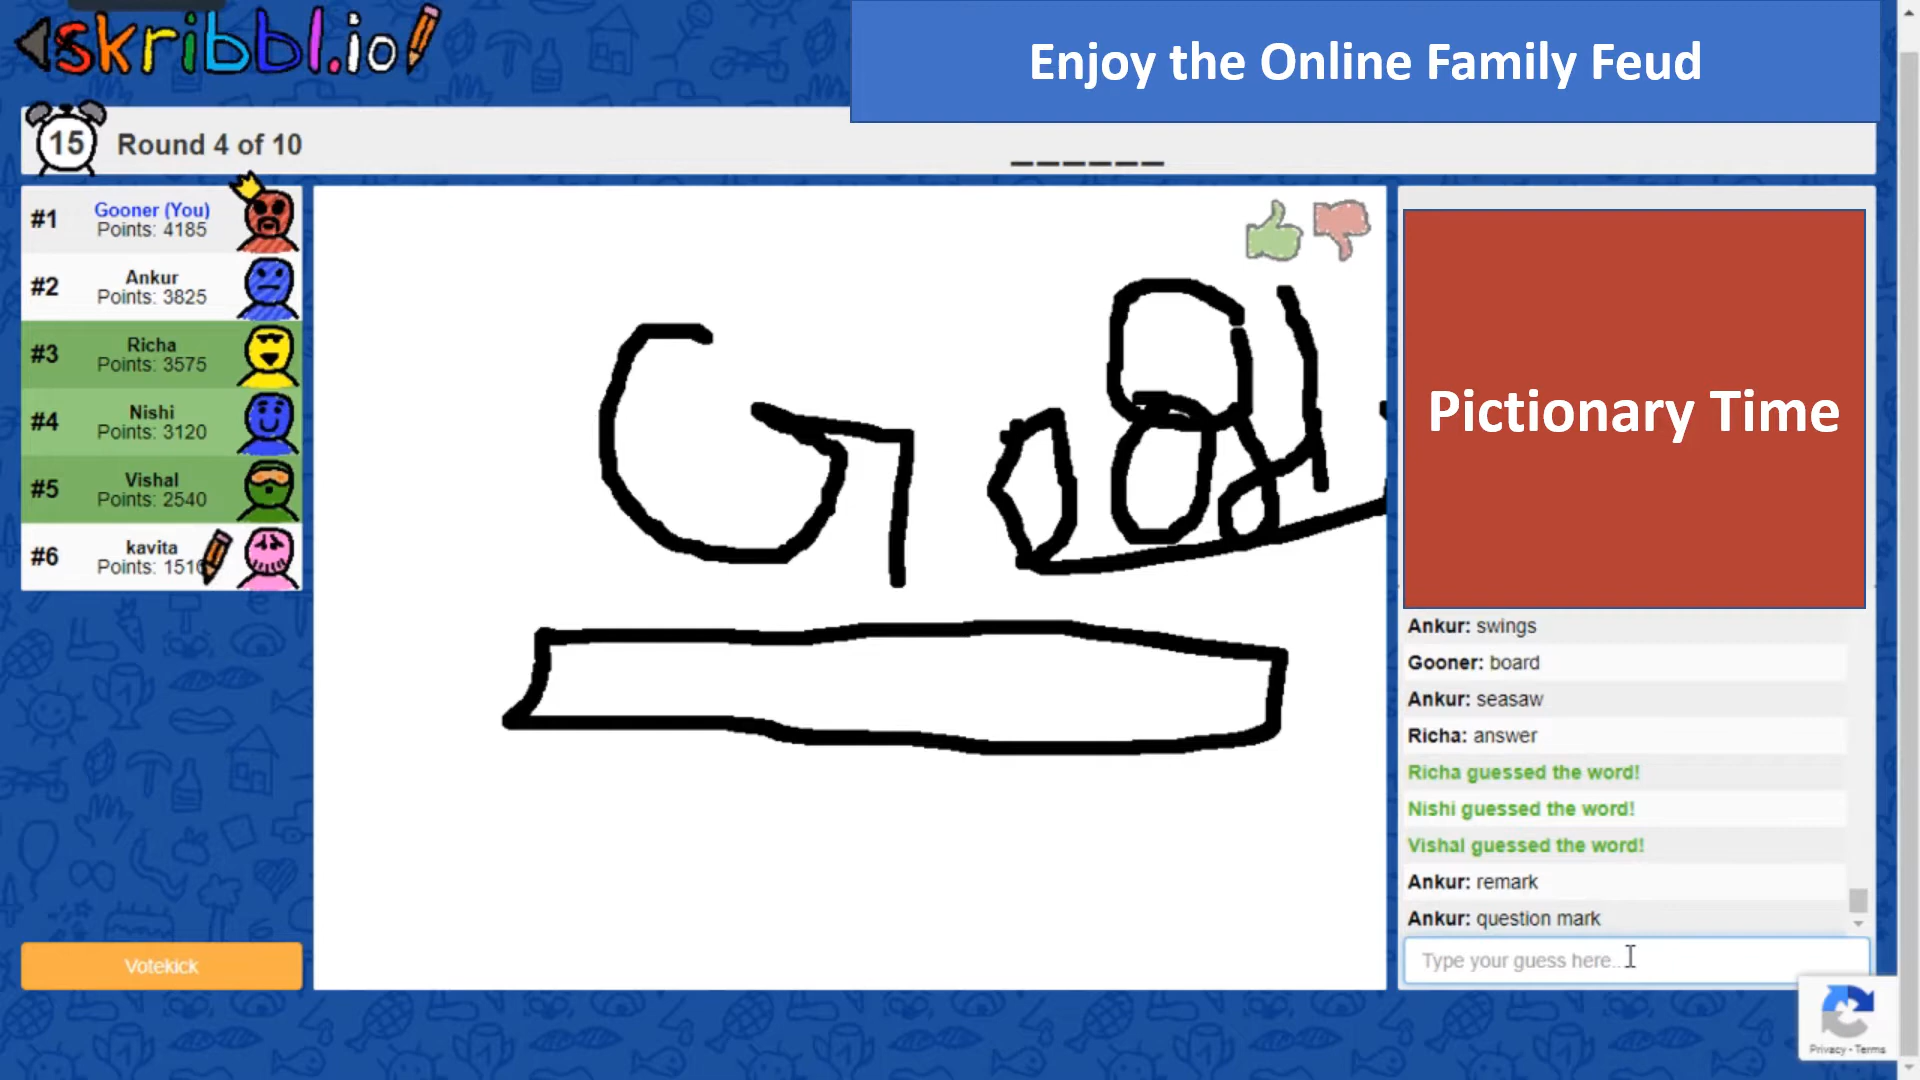 skribbl.io
Enjoy the Online Family Feud
15
Round 4 of 10
______
#1
Gooner (You)
Points: 4185
#2
Ankur
Points: 3825
#3
Richa
Points: 3575
#4
Nishi
Points: 3120
#5
Vishal
Points: 2540
#6
kavita
Points: 1510
Votekick
Pictionary Time
Ankur: swings
Gooner: board
Ankur: seasaw
Richa: answer
Richa guessed the word!
Nishi guessed the word!
Vishal guessed the word!
Ankur: remark
Ankur: question mark
Type your guess here...
Privacy - Terms